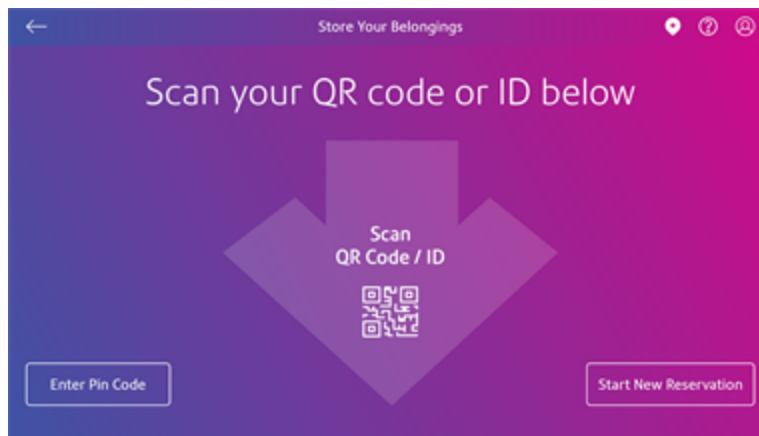 Store Your Belongings
Scan your QR code or ID below
Scan
QR Code / ID
Enter Pin Code
Start New Reservation